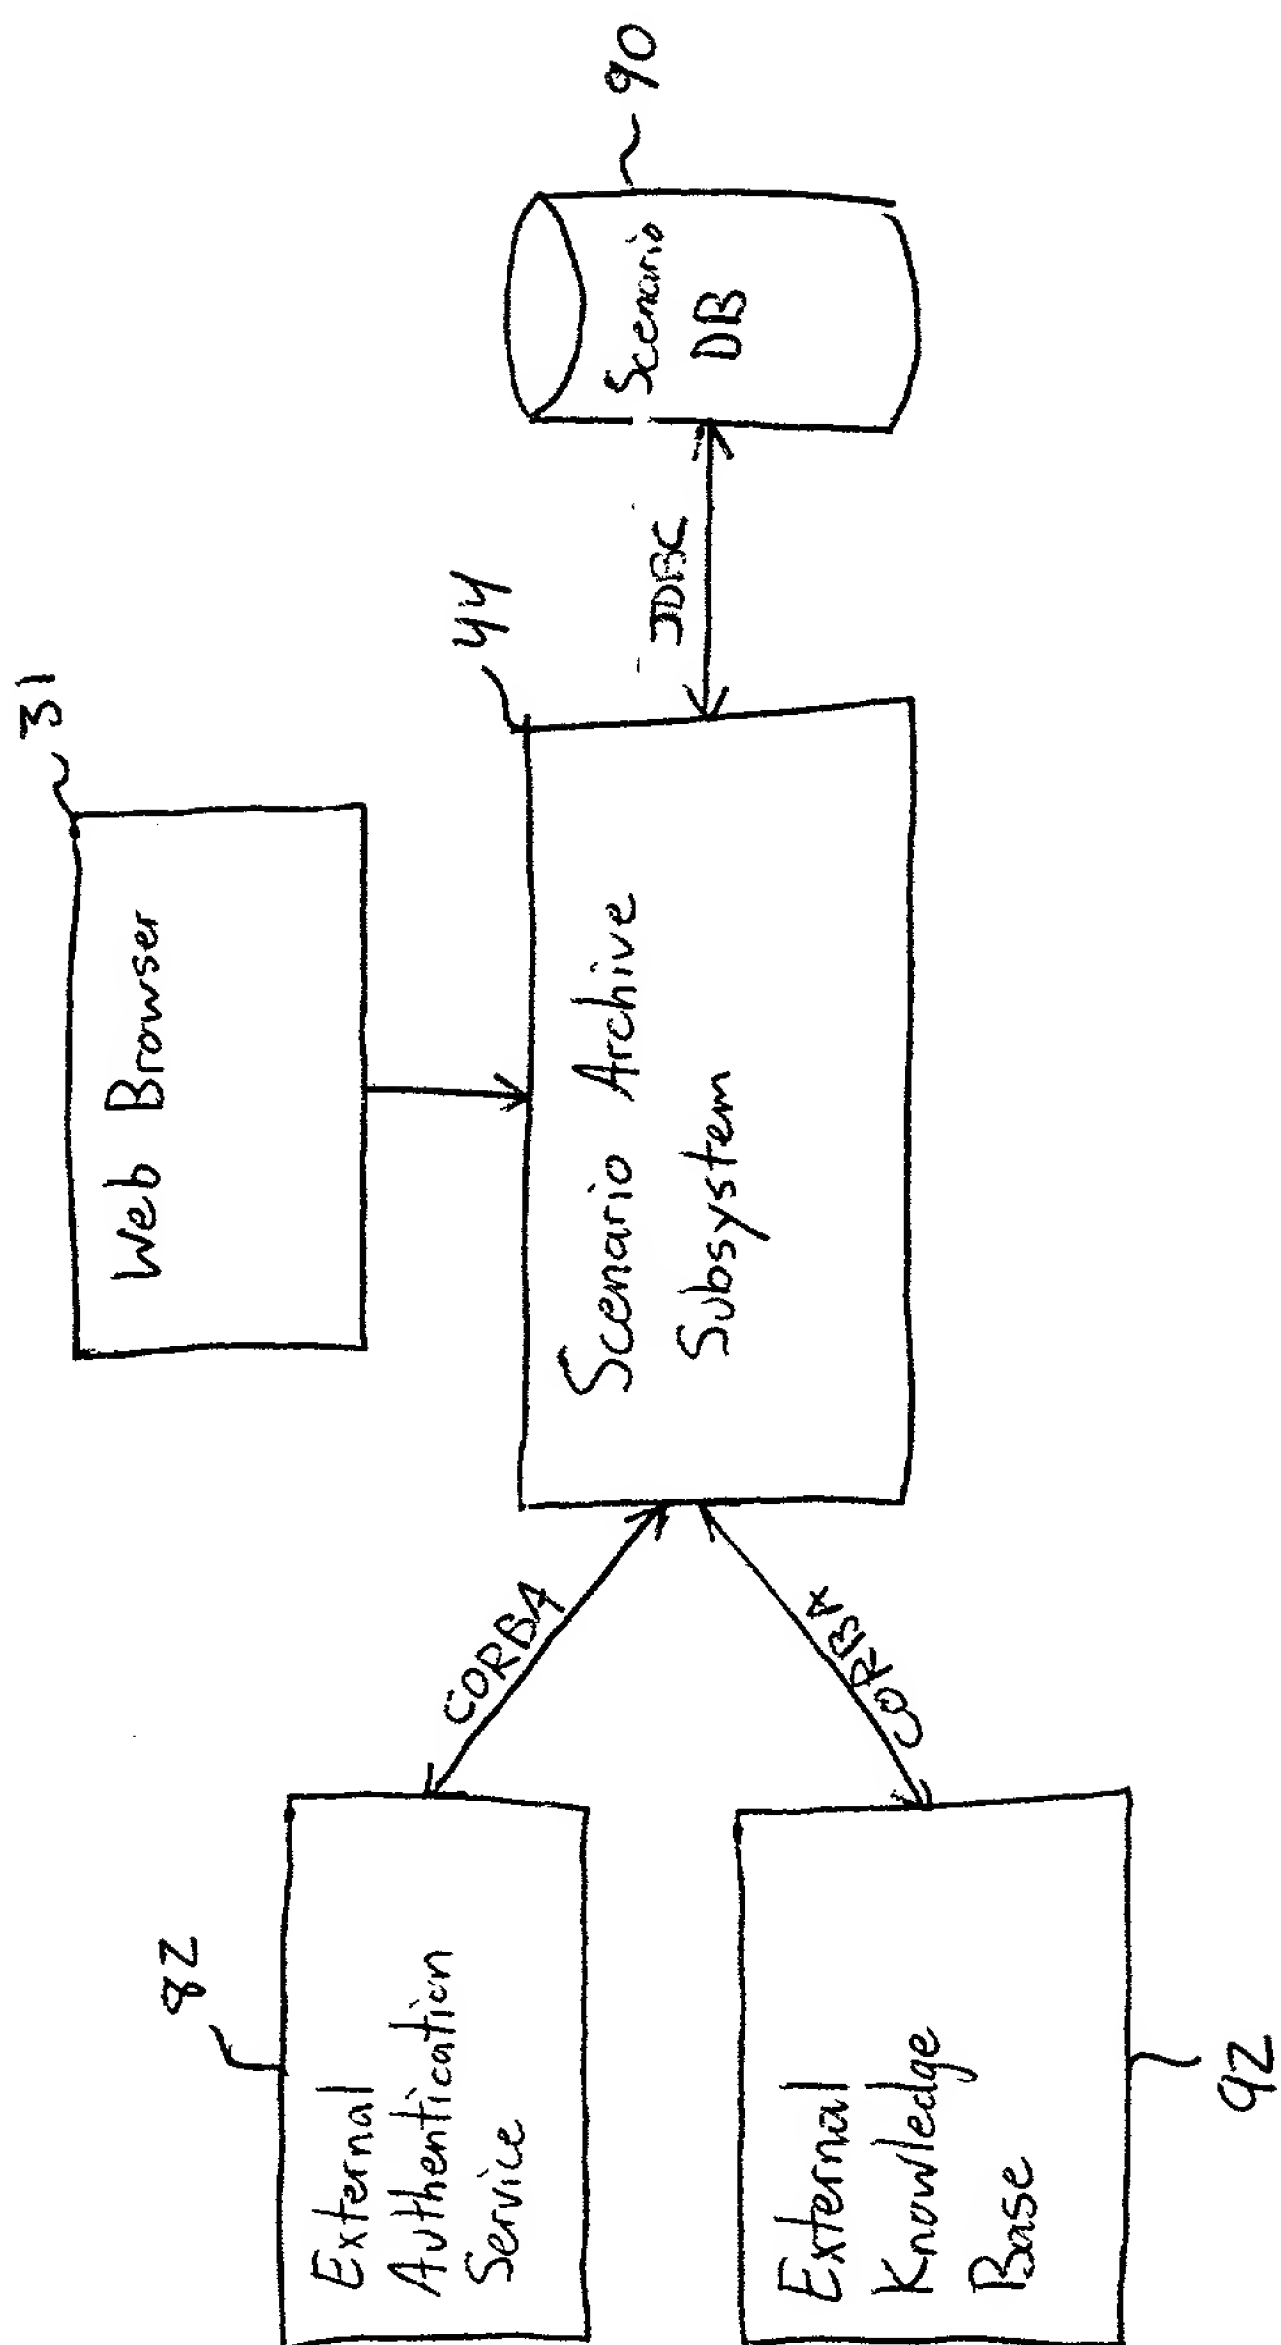 31
Web Browser
44
Scenario Archive
Subsystem
JDBC
90
Scenario
DB
82
External
Authentication
Service
CORBA
CORBA
External
Knowledge
Base
92